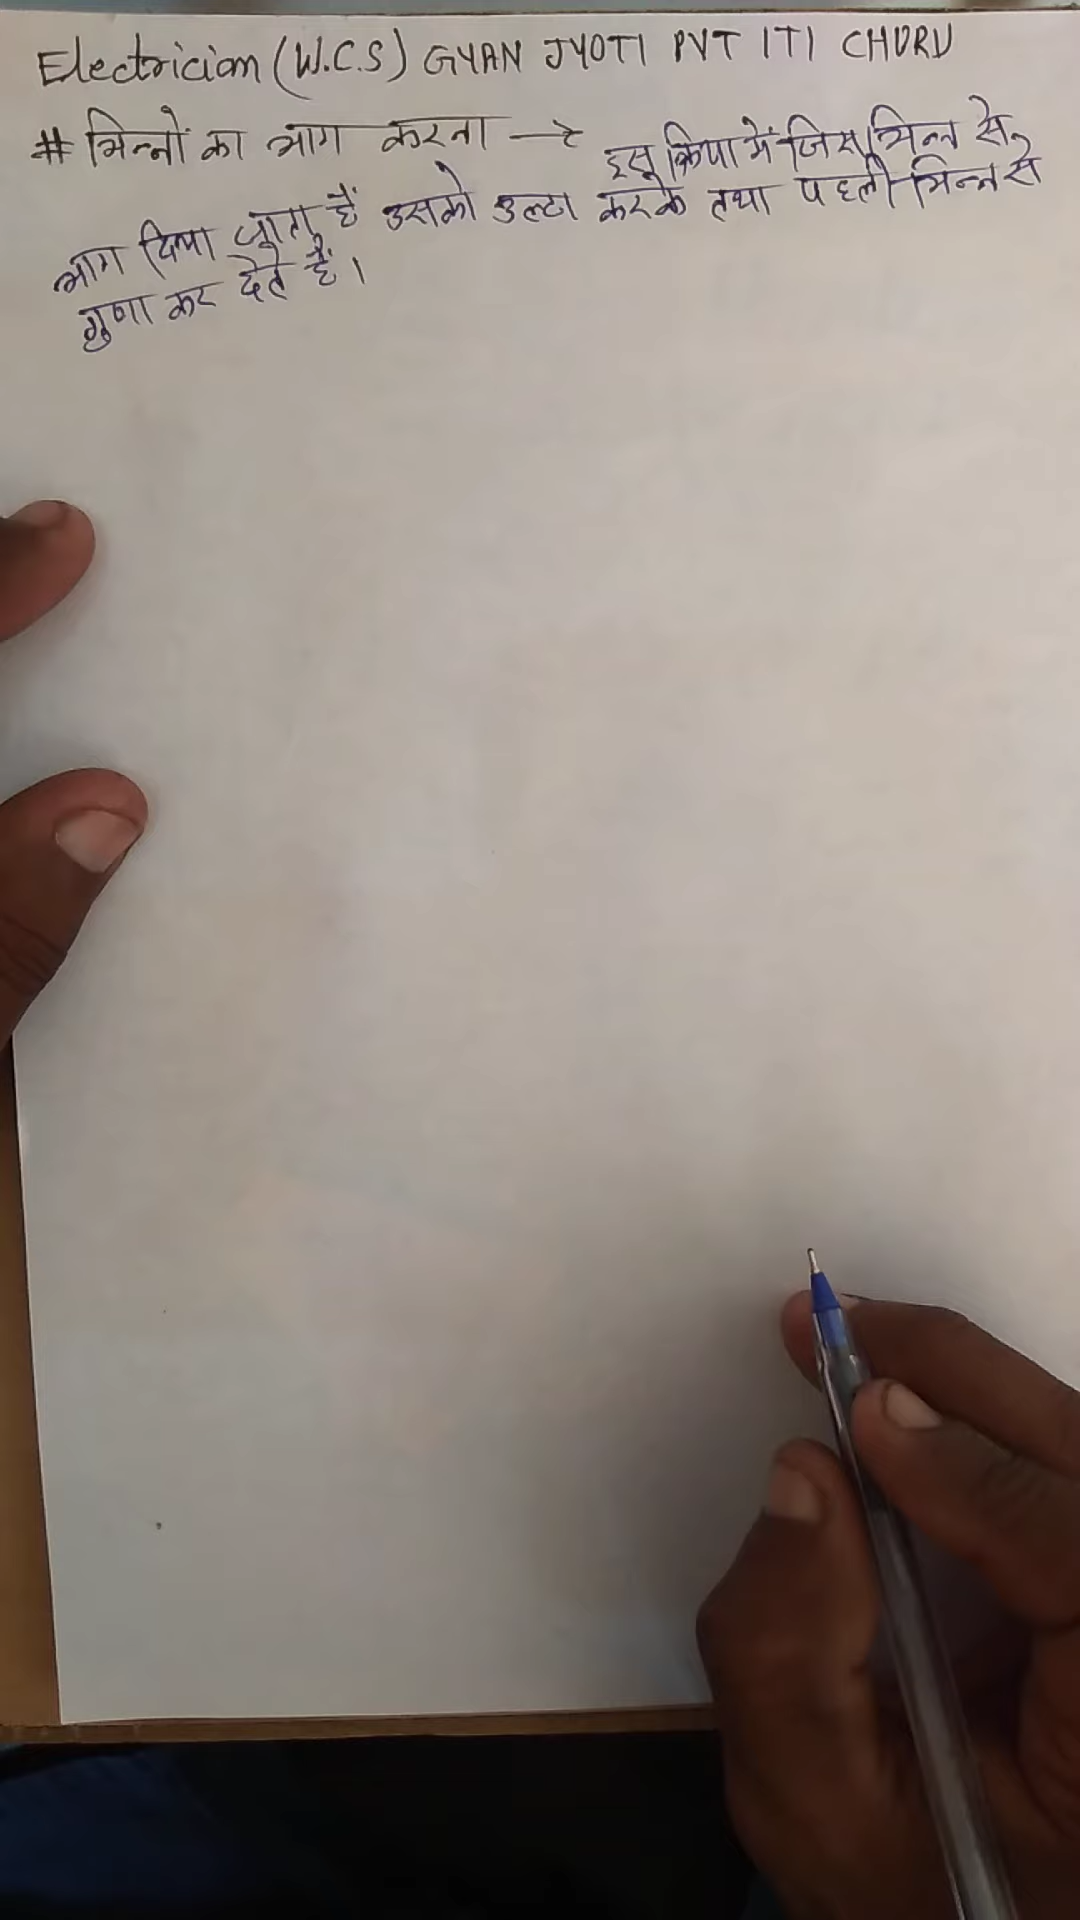 Electrician (W.C.S) GYAN JYOTI PVT ITI CHURU
# भिन्नों का भाग करना → इस क्रिया में जिस भिन्न से
भाग दिया जाता हैं उसको उल्टा करके तथा पहली भिन्न से
गुणा कर देते हैं।